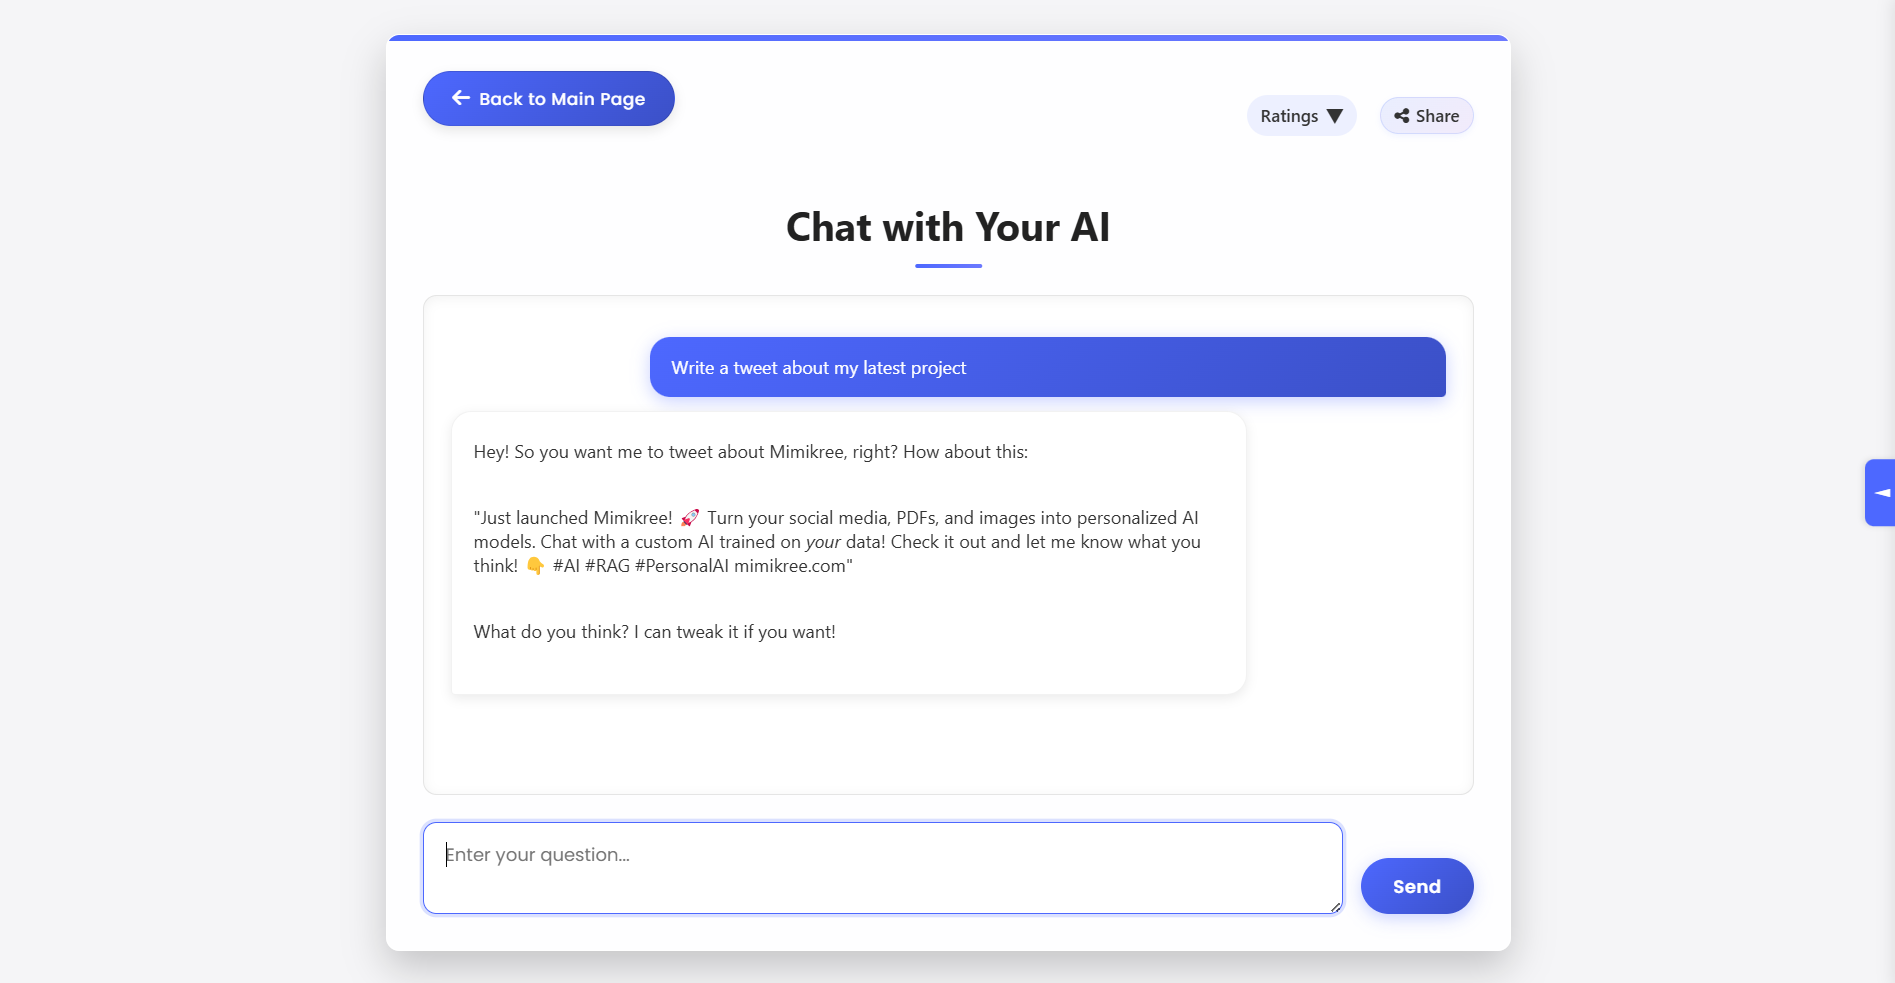 ← Back to Main Page
Ratings ▼
Share
Chat with Your AI
Write a tweet about my latest project
Hey! So you want me to tweet about Mimikree, right? How about this:
"Just launched Mimikree! 🚀 Turn your social media, PDFs, and images into personalized AI
models. Chat with a custom AI trained on your data! Check it out and let me know what you
think! 👇 #AI #RAG #PersonalAI mimikree.com"
What do you think? I can tweak it if you want!
Enter your question...
Send